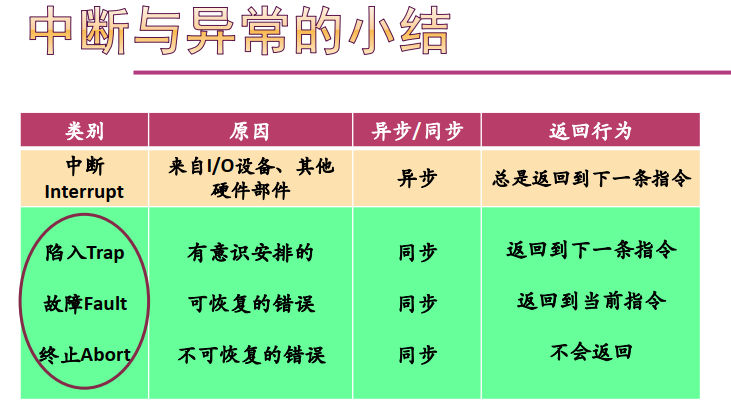 中断与异常的小结
类别 原因 异步/同步 返回行为
中断
Interrupt
来自I/O设备、其他
硬件部件
异步
总是返回到下一条指令
陷入Trap 有意识安排的 同步 返回到下一条指令
故障Fault 可恢复的错误 同步 返回到当前指令
终止Abort 不可恢复的错误 同步 不会返回